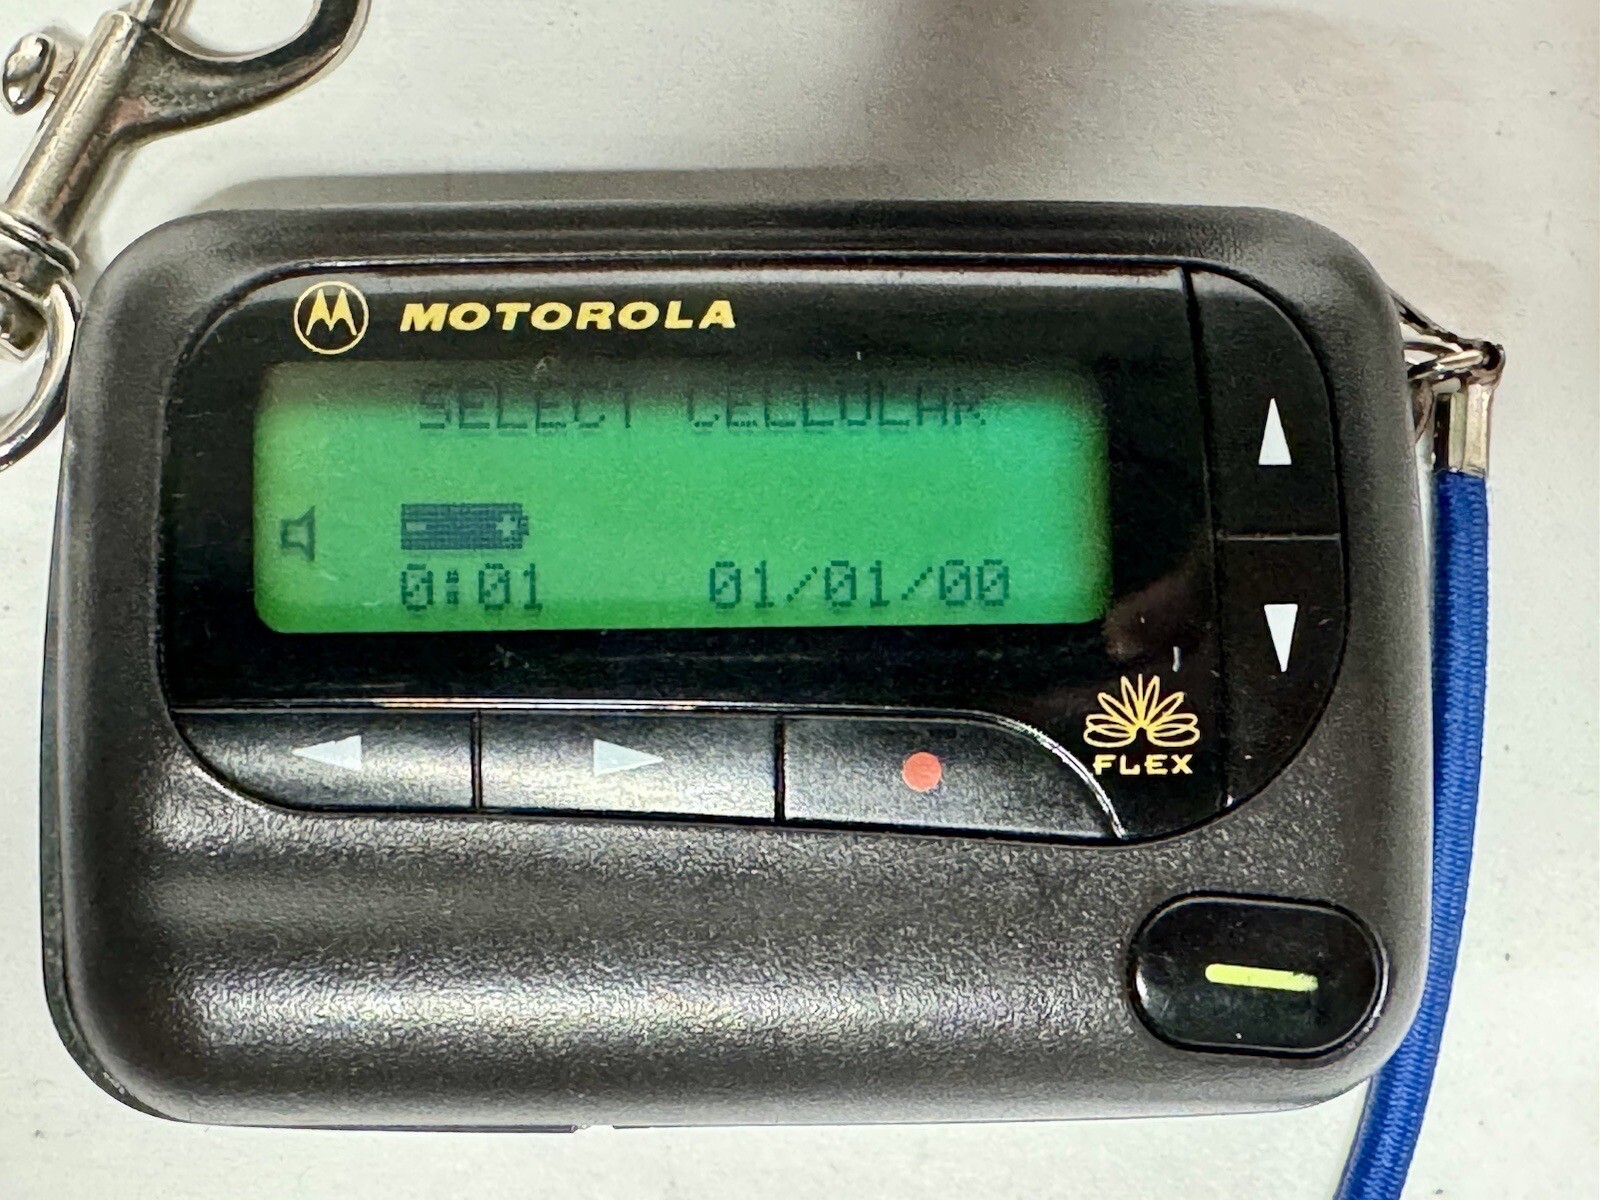 MOTOROLA
SELECT CELLULAR
0:01 01/01/00
FLEX